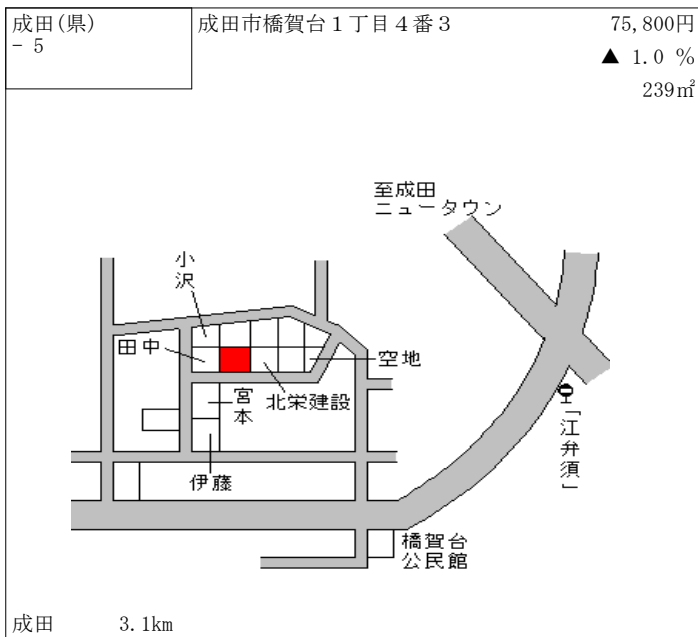 成田(県)
- 5
成田市橋賀台1丁目4番3
75,800円
▲ 1.0 %
239㎡
至成田
ニュータウン
小沢
田中
空地
宮本
北栄建設
「江弁須」
伊藤
橋賀台
公民館
成田 3.1km